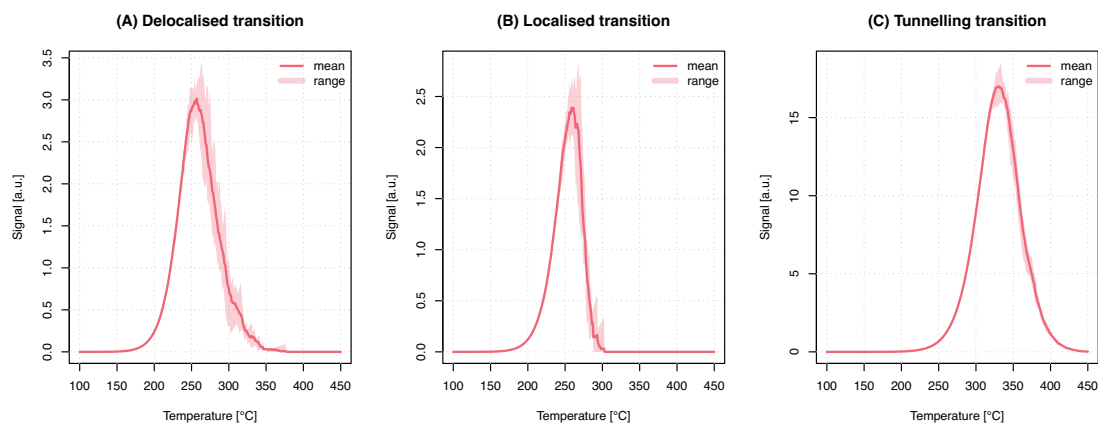 (A) Delocalised transition
mean
range
Signal [a.u.]
0.0 0.5 1.0 1.5 2.0 2.5 3.0 3.5
100 150 200 250 300 350 400 450
Temperature [°C]
(B) Localised transition
mean
range
Signal [a.u.]
0.0 0.5 1.0 1.5 2.0 2.5
100 150 200 250 300 350 400 450
Temperature [°C]
(C) Tunnelling transition
mean
range
Signal [a.u.]
0 5 10 15
100 150 200 250 300 350 400 450
Temperature [°C]